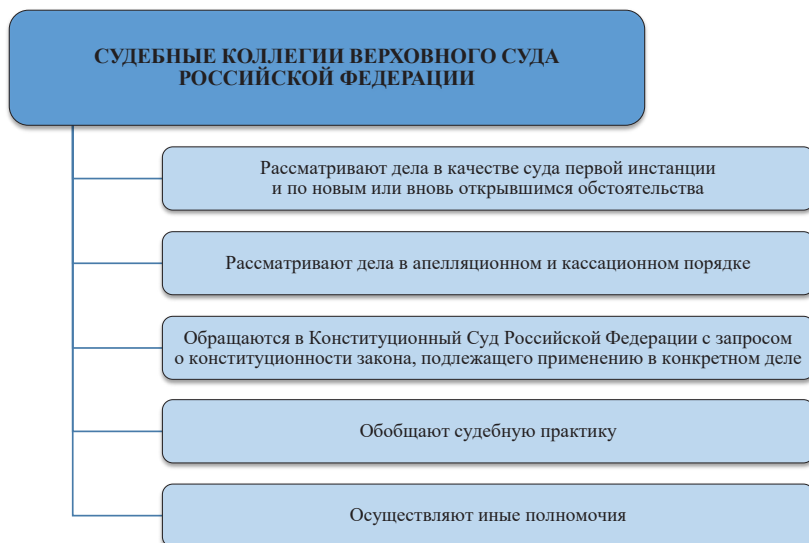 СУДЕБНЫЕ КОЛЛЕГИИ ВЕРХОВНОГО СУДА
РОССИЙСКОЙ ФЕДЕРАЦИИ
Рассматривают дела в качестве суда первой инстанции
и по новым или вновь открывшимся обстоятельства
Рассматривают дела в апелляционном и кассационном порядке
Обращаются в Конституционный Суд Российской Федерации с запросом
о конституционности закона, подлежащего применению в конкретном деле
Обобщают судебную практику
Осуществляют иные полномочия